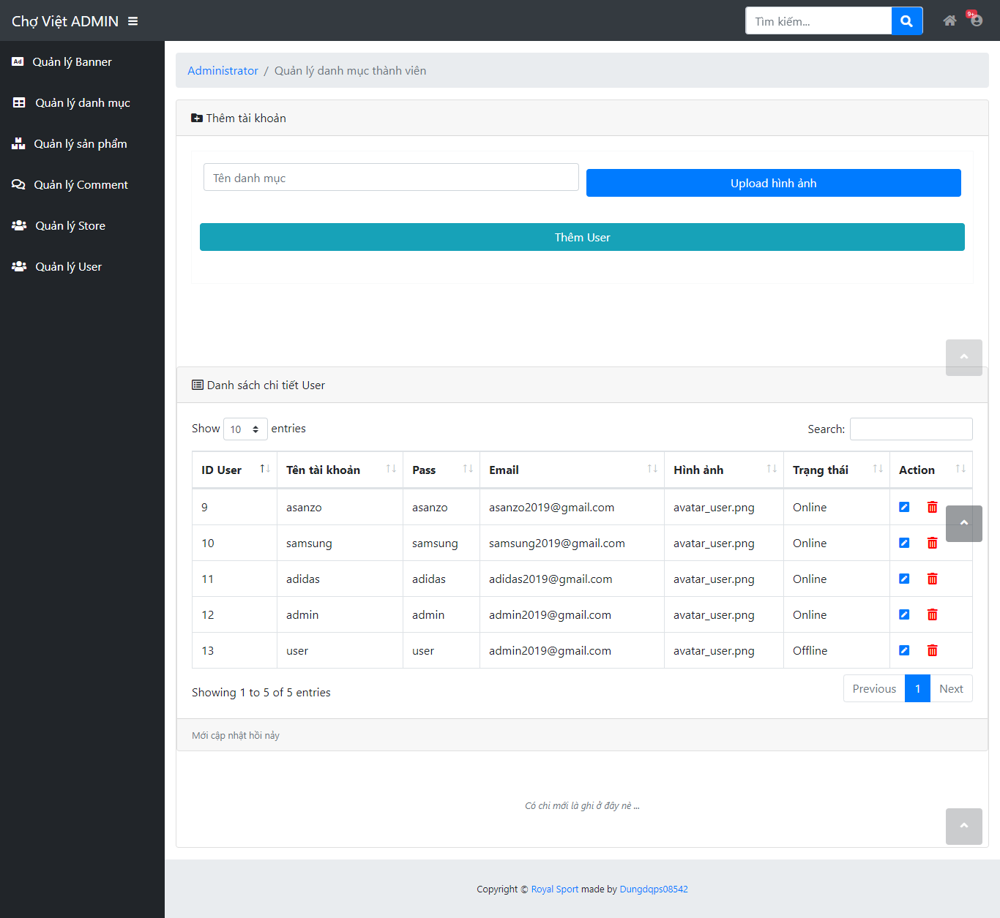 Chợ Việt ADMIN
Tìm kiếm...
9+
Ad Quản lý Banner
Quản lý danh mục
Quản lý sản phẩm
Quản lý Comment
Quản lý Store
Quản lý User
Administrator / Quản lý danh mục thành viên
Thêm tài khoản
Tên danh mục
Upload hình ảnh
Thêm User
Danh sách chi tiết User
Show 10 entries Search:
ID User Tên tài khoản Pass Email Hình ảnh Trạng thái Action
9 asanzo asanzo asanzo2019@gmail.com avatar_user.png Online
10 samsung samsung samsung2019@gmail.com avatar_user.png Online
11 adidas adidas adidas2019@gmail.com avatar_user.png Online
12 admin admin admin2019@gmail.com avatar_user.png Online
13 user user admin2019@gmail.com avatar_user.png Offline
Showing 1 to 5 of 5 entries Previous 1 Next
Mới cập nhật hồi nảy
Có chi mới là ghi ở đây nè ...
Copyright © Royal Sport made by Dungdqps08542